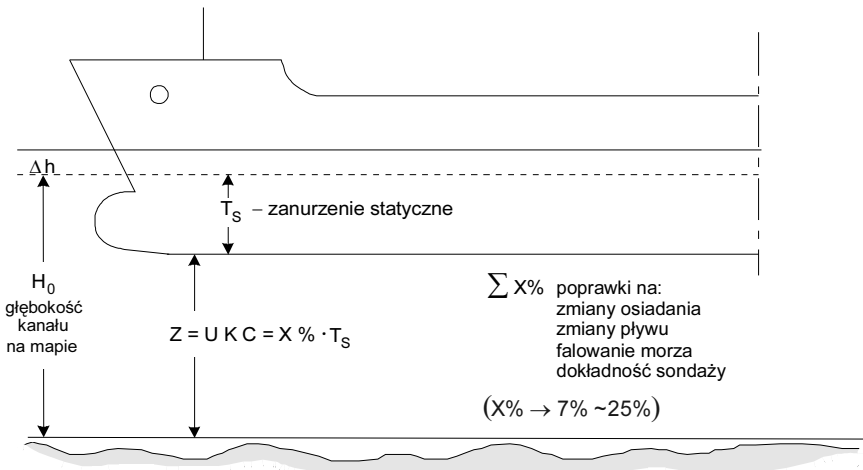 Δh
T_S – zanurzenie statyczne
H_0
głębokość
kanału
na mapie
Z = U K C = X % · T_S
∑ X% poprawki na:
zmiany osiadania
zmiany pływu
falowanie morza
dokładność sondaży
(X% → 7% ~25%)